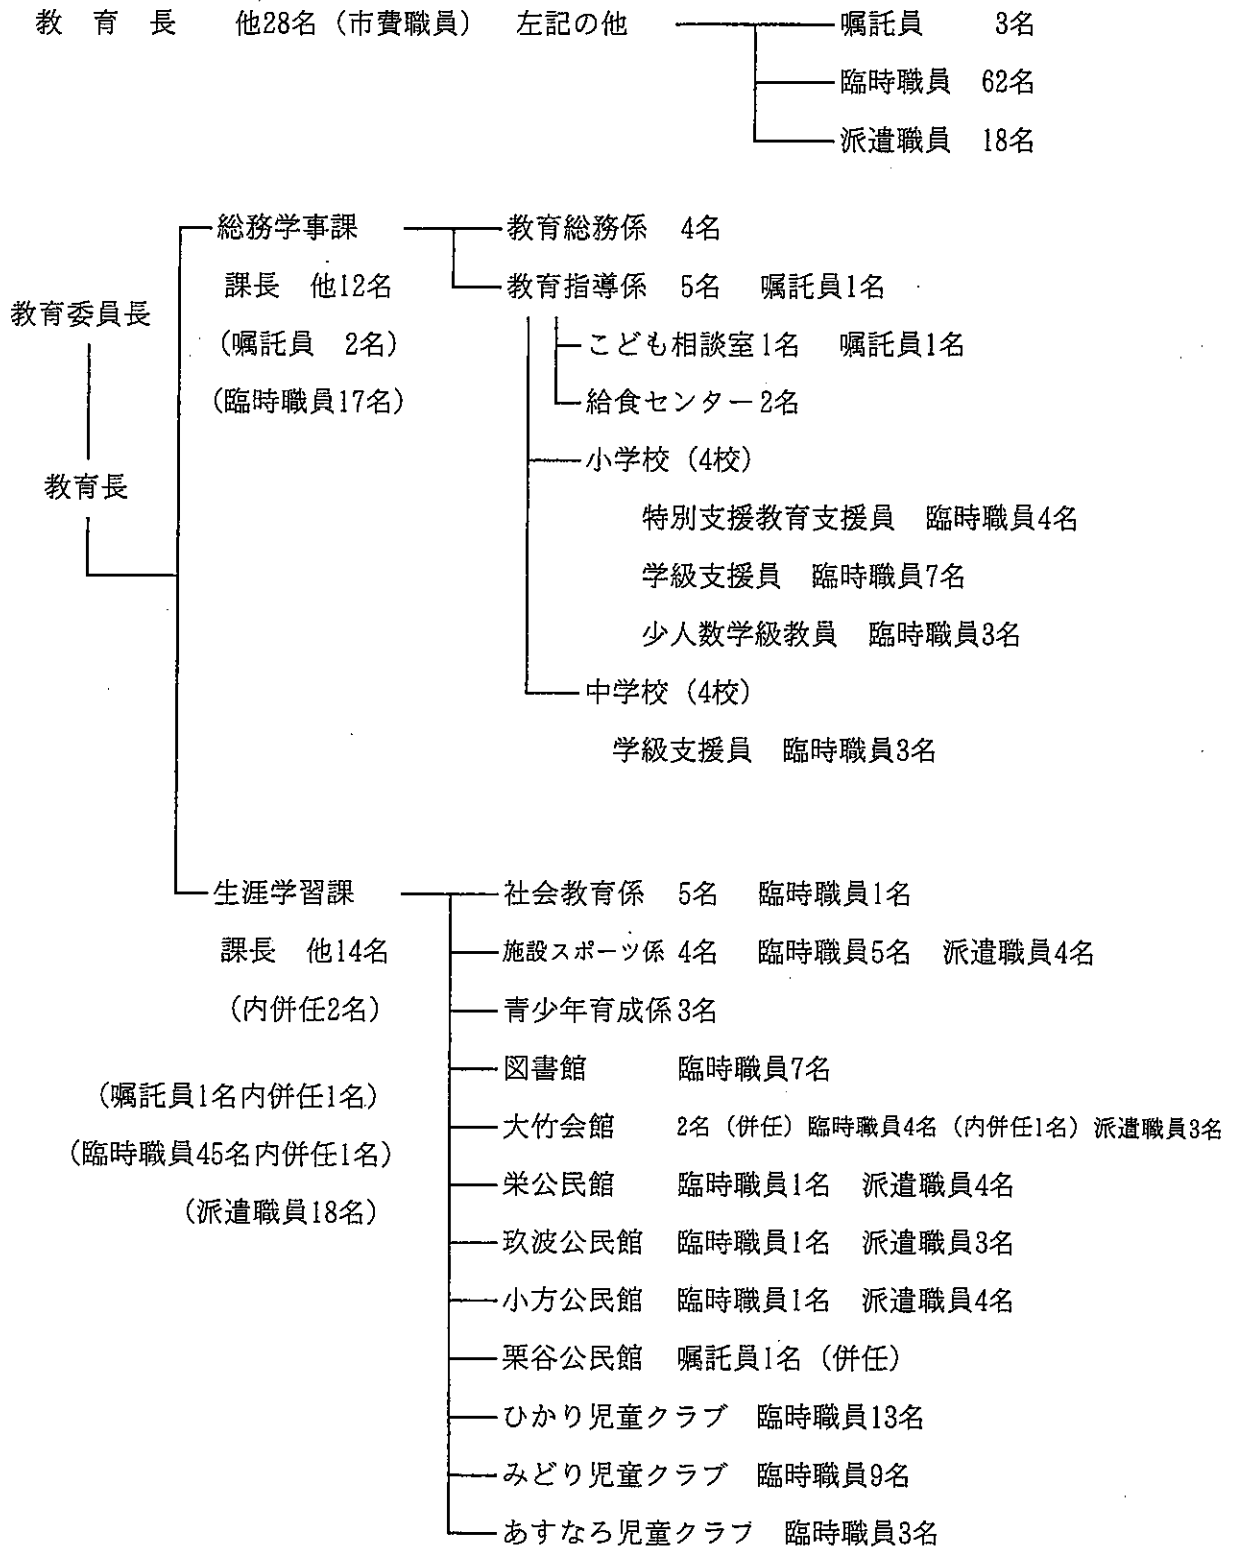 教育長 他28名（市費職員） 左記の他 嘱託員 3名
臨時職員 62名
派遣職員 18名
総務学事課 教育総務係 4名
課長 他12名 教育指導係 5名 嘱託員1名
教育委員長
（嘱託員 2名） こども相談室1名 嘱託員1名
（臨時職員17名） 給食センター2名
小学校（4校）
教育長
特別支援教育支援員 臨時職員4名
学級支援員 臨時職員7名
少人数学級教員 臨時職員3名
中学校（4校）
学級支援員 臨時職員3名
生涯学習課 社会教育係 5名 臨時職員1名
課長 他14名 施設スポーツ係 4名 臨時職員5名 派遣職員4名
（内併任2名） 青少年育成係3名
図書館 臨時職員7名
（嘱託員1名内併任1名）
大竹会館 2名（併任）臨時職員4名（内併任1名）派遣職員3名
（臨時職員45名内併任1名）
栄公民館 臨時職員1名 派遣職員4名
（派遣職員18名）
玖波公民館 臨時職員1名 派遣職員3名
小方公民館 臨時職員1名 派遣職員4名
栗谷公民館 嘱託員1名（併任）
ひかり児童クラブ 臨時職員13名
みどり児童クラブ 臨時職員9名
あすなろ児童クラブ 臨時職員3名